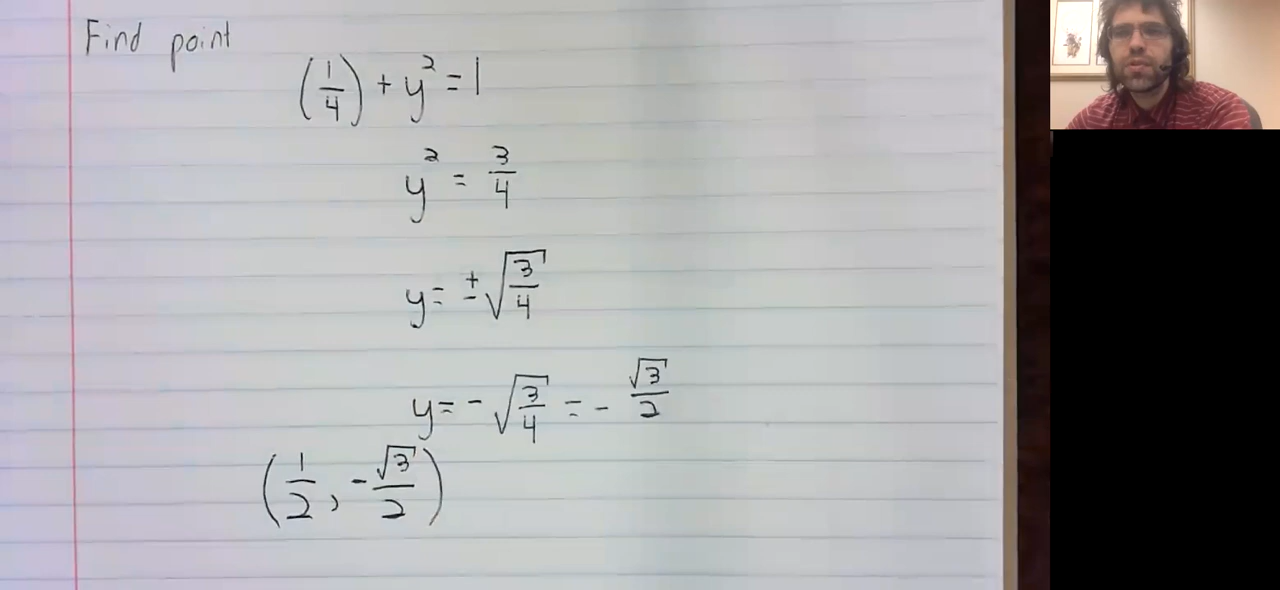 Find point
(1/4) + y² = 1
y² = 3/4
y = ± √(3/4)
y = - √(3/4) = - √3/2
(1/2, -√3/2)